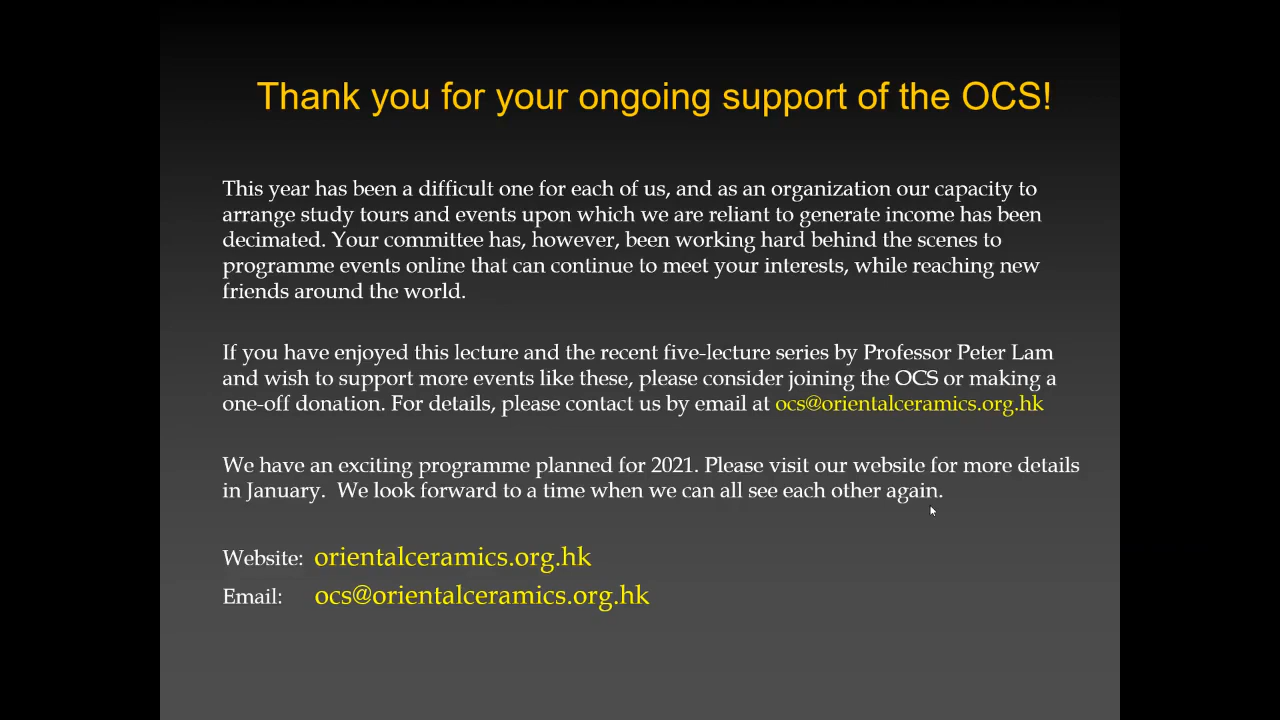 Thank you for your ongoing support of the OCS!
This year has been a difficult one for each of us, and as an organization our capacity to
arrange study tours and events upon which we are reliant to generate income has been
decimated. Your committee has, however, been working hard behind the scenes to
programme events online that can continue to meet your interests, while reaching new
friends around the world.
If you have enjoyed this lecture and the recent five-lecture series by Professor Peter Lam
and wish to support more events like these, please consider joining the OCS or making a
one-off donation. For details, please contact us by email at ocs@orientalceramics.org.hk
We have an exciting programme planned for 2021. Please visit our website for more details
in January.  We look forward to a time when we can all see each other again.
Website: orientalceramics.org.hk
Email: ocs@orientalceramics.org.hk